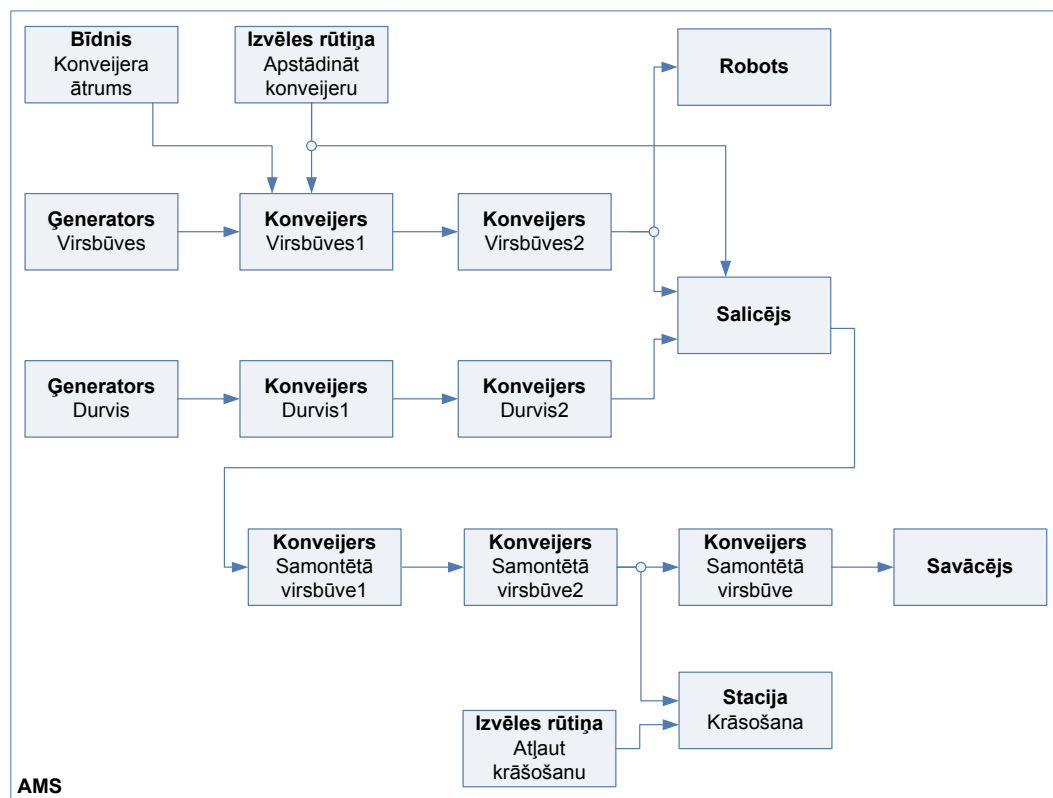 Bīdnis
Konveijera
ātrums
Izvēles rūtiņa
Apstādināt
konveijeru
Robots
Ģenerators
Virsbūves
Konveijers
Virsbūves1
Konveijers
Virsbūves2
Salicējs
Ģenerators
Durvis
Konveijers
Durvis1
Konveijers
Durvis2
Konveijers
Samontētā
virsbūve1
Konveijers
Samontētā
virsbūve2
Konveijers
Samontētā
virsbūve
Savācējs
Stacija
Krāsošana
Izvēles rūtiņa
Atļaut
krāšošanu
AMS